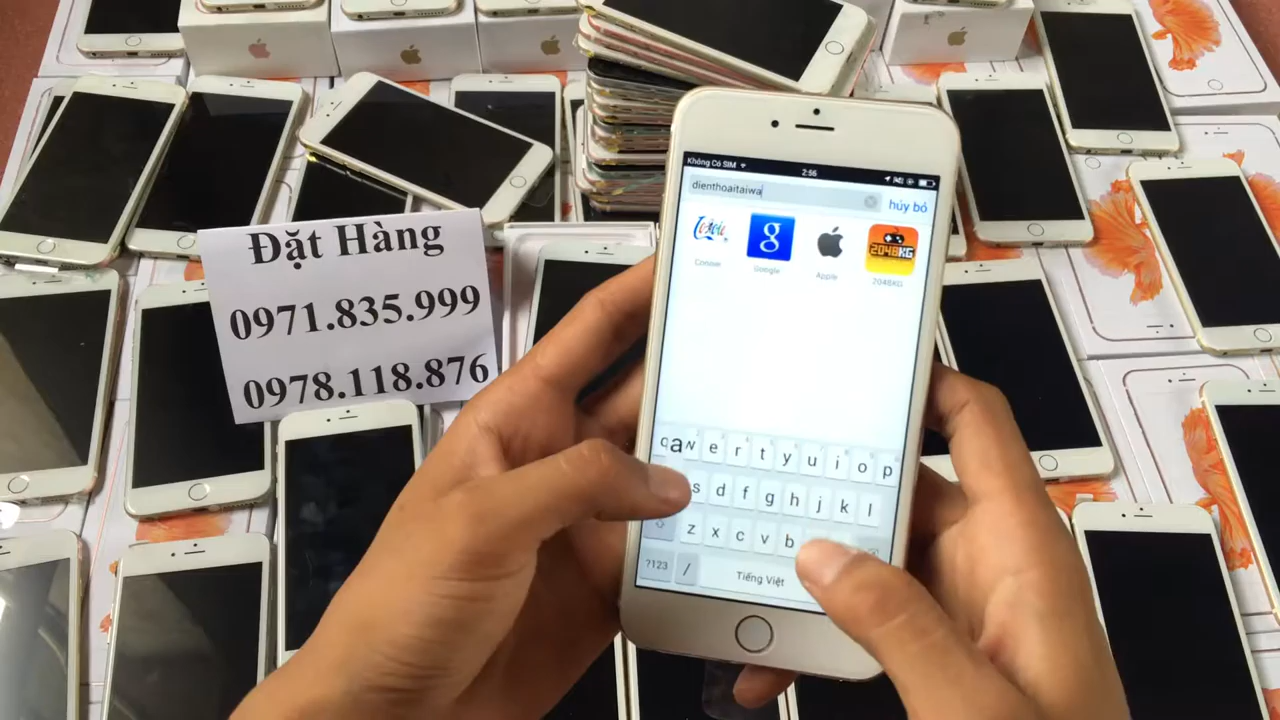 Không Có SIM
2:56
dienthoaitaiwa
hủy bỏ
Google
Apple
2048KG
2048KG
Đặt Hàng
0971.835.999
0978.118.876
a
w e r t y u i o p
s d f g h j k l
z x c v b
?123 / Tiếng Việt